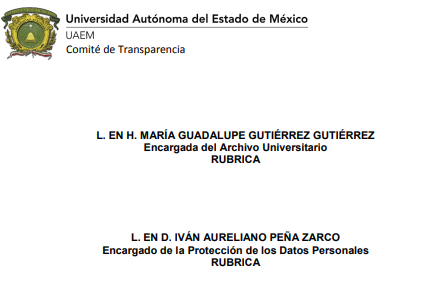 Universidad Autónoma del Estado de México
UAEM
Comité de Transparencia
L. EN H. MARÍA GUADALUPE GUTIÉRREZ GUTIÉRREZ
Encargada del Archivo Universitario
RUBRICA
L. EN D. IVÁN AURELIANO PEÑA ZARCO
Encargado de la Protección de los Datos Personales
RUBRICA